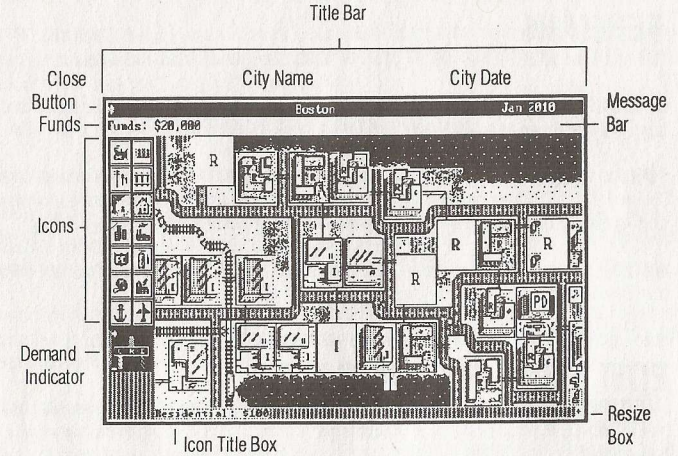 Title Bar
Close Button
City Name
City Date
Message Bar
Boston
Jan 2010
Funds
Funds: $20,000
Icons
R
R
R
R
R
I
I
I
I
I
PD
Demand Indicator
Residential: $100
Icon Title Box
Resize Box